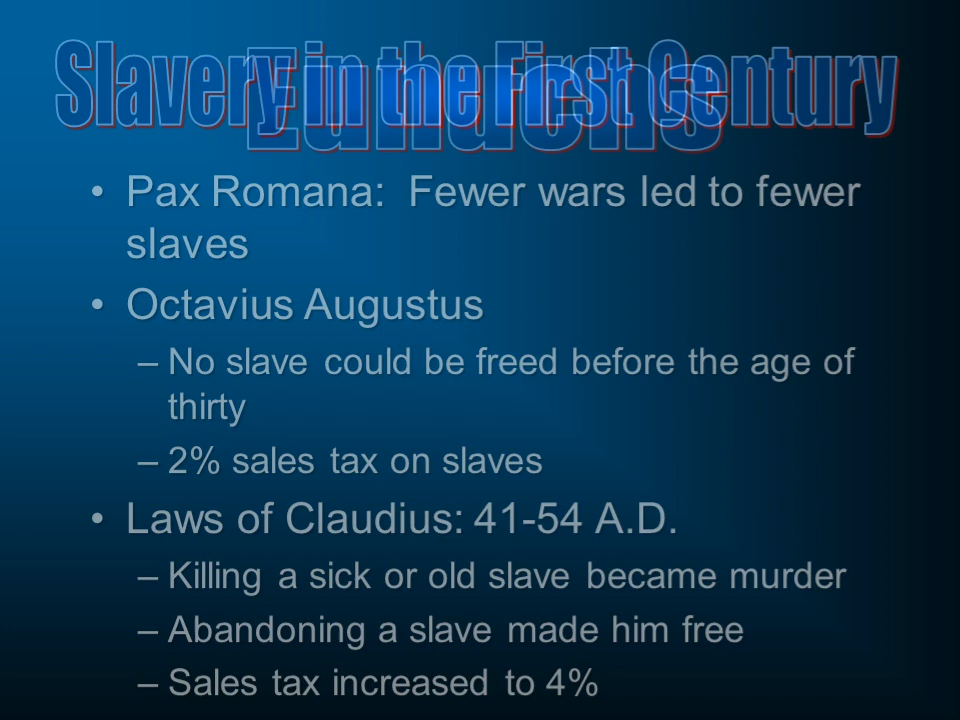 Slavery in the First Century
Eunuchs
• Pax Romana: Fewer wars led to fewer
slaves
• Octavius Augustus
– No slave could be freed before the age of
thirty
– 2% sales tax on slaves
• Laws of Claudius: 41-54 A.D.
– Killing a sick or old slave became murder
– Abandoning a slave made him free
– Sales tax increased to 4%